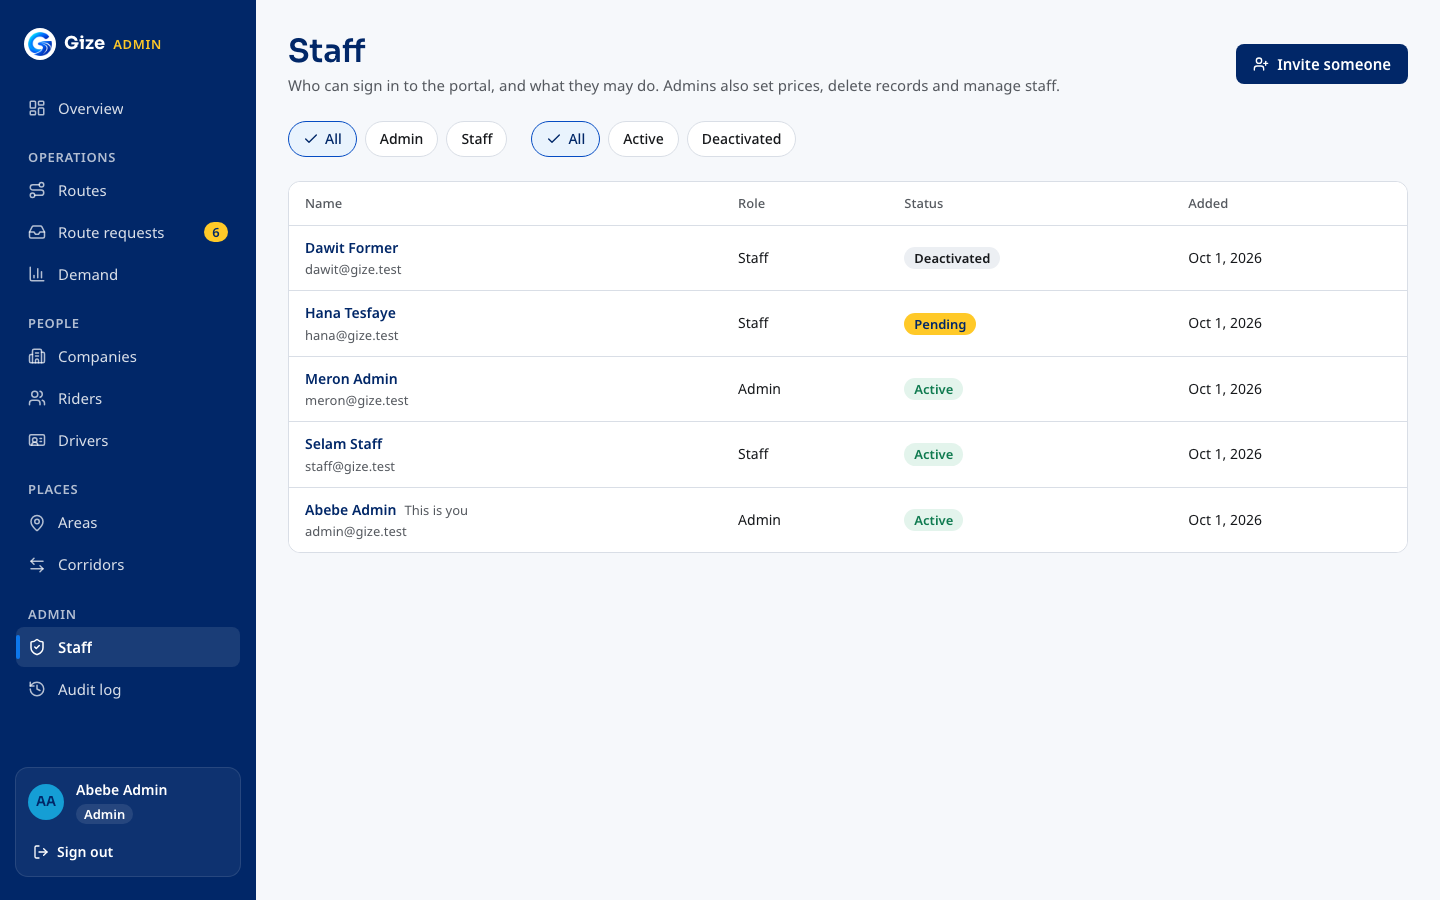 Gize ADMIN
Overview
OPERATIONS
Routes
Route requests 6
Demand
PEOPLE
Companies
Riders
Drivers
PLACES
Areas
Corridors
ADMIN
Staff
Audit log
AA
Abebe Admin
Admin
Sign out
Staff
Who can sign in to the portal, and what they may do. Admins also set prices, delete records and manage staff.
Invite someone
All Admin Staff All Active Deactivated
Name Role Status Added
Dawit Former
dawit@gize.test
Staff Deactivated Oct 1, 2026
Hana Tesfaye
hana@gize.test
Staff Pending Oct 1, 2026
Meron Admin
meron@gize.test
Admin Active Oct 1, 2026
Selam Staff
staff@gize.test
Staff Active Oct 1, 2026
Abebe Admin This is you
admin@gize.test
Admin Active Oct 1, 2026